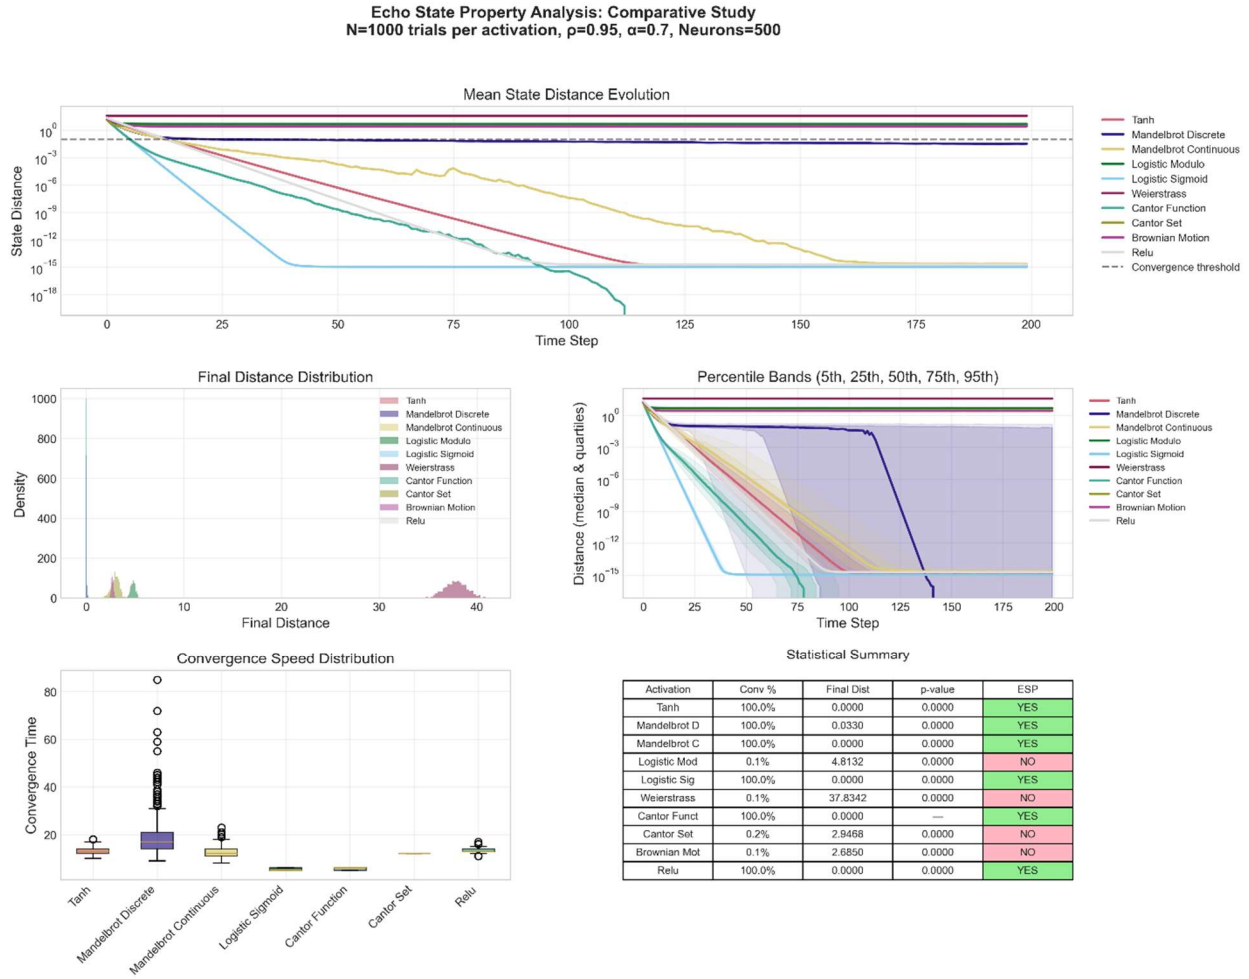 Echo State Property Analysis: Comparative Study
N=1000 trials per activation, ρ=0.95, α=0.7, Neurons=500
Mean State Distance Evolution
State Distance
10^0
10^-3
10^-6
10^-9
10^-12
10^-15
10^-18
0 25 50 75 100 125 150 175 200
Time Step
Tanh
Mandelbrot Discrete
Mandelbrot Continuous
Logistic Modulo
Logistic Sigmoid
Weierstrass
Cantor Function
Cantor Set
Brownian Motion
Relu
Convergence threshold
Final Distance Distribution
Density
1000
800
600
400
200
0
0 10 20 30 40
Final Distance
Tanh
Mandelbrot Discrete
Mandelbrot Continuous
Logistic Modulo
Logistic Sigmoid
Weierstrass
Cantor Function
Cantor Set
Brownian Motion
Relu
Percentile Bands (5th, 25th, 50th, 75th, 95th)
Distance (median & quartiles)
10^0
10^-3
10^-6
10^-9
10^-12
10^-15
0 25 50 75 100 125 150 175 200
Time Step
Tanh
Mandelbrot Discrete
Mandelbrot Continuous
Logistic Modulo
Logistic Sigmoid
Weierstrass
Cantor Function
Cantor Set
Brownian Motion
Relu
Convergence Speed Distribution
Convergence Time
80
60
40
20
Tanh
Mandelbrot Discrete
Mandelbrot Continuous
Logistic Sigmoid
Cantor Function
Cantor Set
Relu
Statistical Summary
Activation Conv % Final Dist p-value ESP
Tanh 100.0% 0.0000 0.0000 YES
Mandelbrot D 100.0% 0.0330 0.0000 YES
Mandelbrot C 100.0% 0.0000 0.0000 YES
Logistic Mod 0.1% 4.8132 0.0000 NO
Logistic Sig 100.0% 0.0000 0.0000 YES
Weierstrass 0.1% 37.8342 0.0000 NO
Cantor Funct 100.0% 0.0000 — YES
Cantor Set 0.2% 2.9468 0.0000 NO
Brownian Mot 0.1% 2.6850 0.0000 NO
Relu 100.0% 0.0000 0.0000 YES